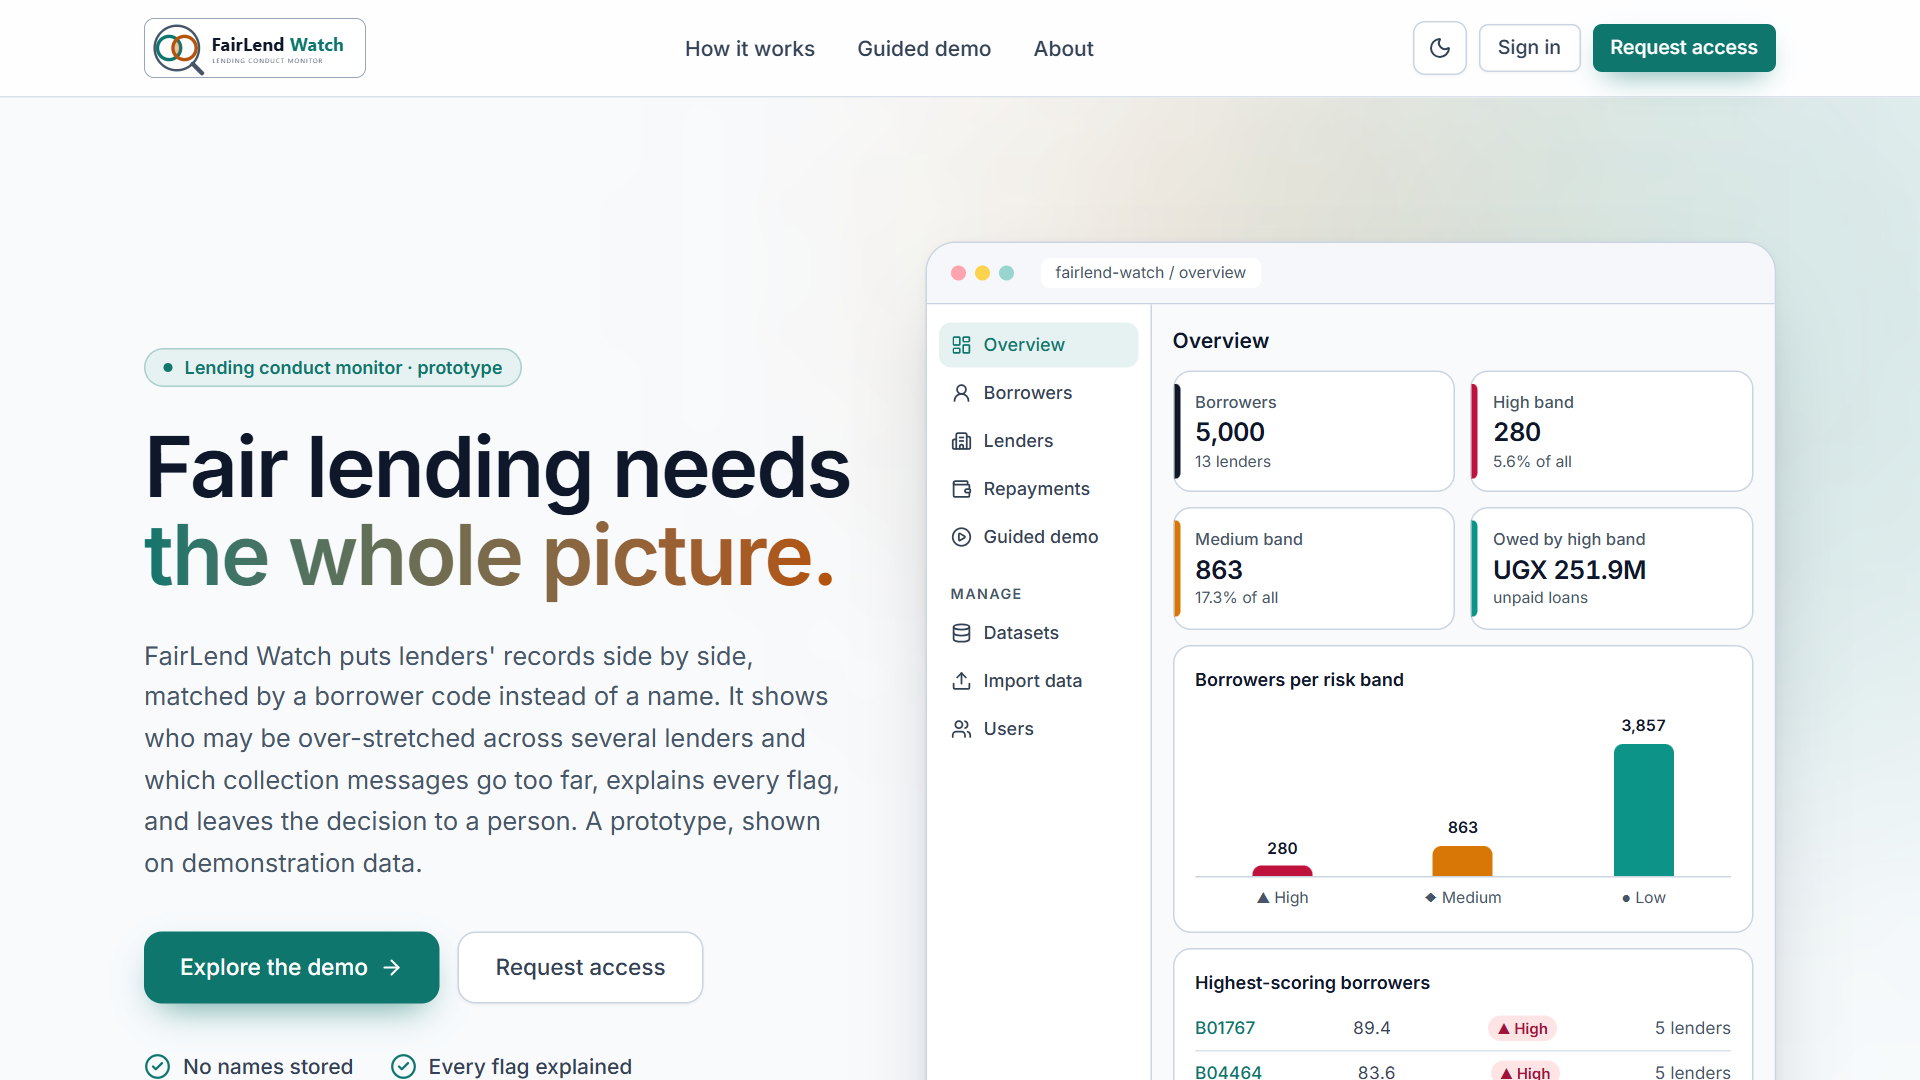 FairLend Watch
LENDING CONDUCT MONITOR
How it works
Guided demo
About
Sign in
Request access
Lending conduct monitor · prototype
Fair lending needs
the whole picture.
FairLend Watch puts lenders' records side by side,
matched by a borrower code instead of a name. It shows
who may be over-stretched across several lenders and
which collection messages go too far, explains every flag,
and leaves the decision to a person. A prototype, shown
on demonstration data.
Explore the demo
Request access
No names stored
Every flag explained
fairlend-watch / overview
Overview
Borrowers
Lenders
Repayments
Guided demo
MANAGE
Datasets
Import data
Users
Overview
Borrowers
5,000
13 lenders
High band
280
5.6% of all
Medium band
863
17.3% of all
Owed by high band
UGX 251.9M
unpaid loans
Borrowers per risk band
280
863
3,857
▲ High
◆ Medium
● Low
Highest-scoring borrowers
B01767 89.4 ▲ High 5 lenders
B04464 83.6 ▲ High 5 lenders